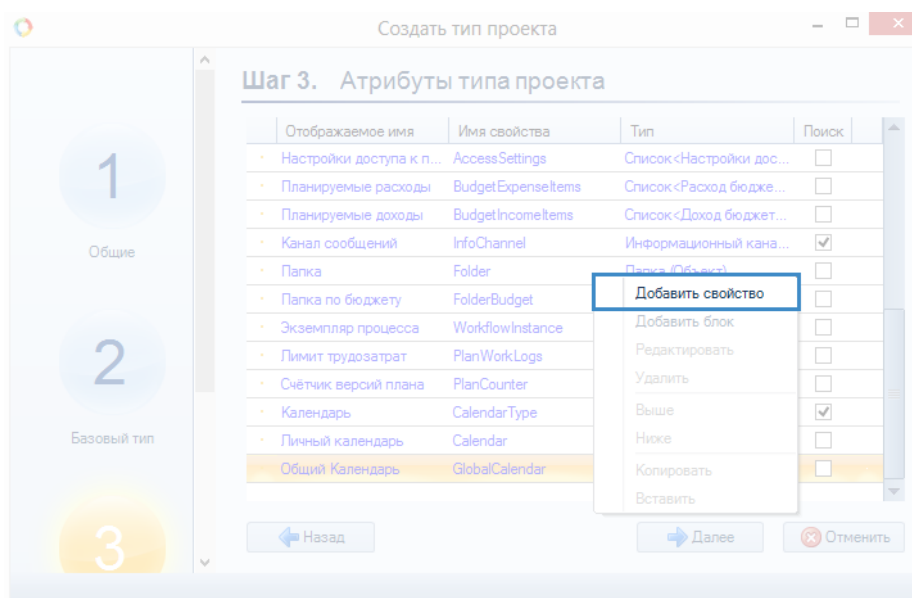 Создать тип проекта
Шаг 3. Атрибуты типа проекта
1
Общие
2
Базовый тип
3
Отображаемое имя Имя свойства Тип Поиск
Настройки доступа к п... AccessSettings Список<Настройки дос...
Планируемые расходы BudgetExpenseItems Список<Расход бюдже...
Планируемые доходы BudgetIncomeItems Список<Доход бюджет...
Канал сообщений InfoChannel Информационный кана...
Папка Folder Папка (Объект)
Папка по бюджету FolderBudget
Экземпляр процесса WorkflowInstance
Лимит трудозатрат PlanWorkLogs
Счётчик версий плана PlanCounter
Календарь CalendarType
Личный календарь Calendar
Общий Календарь GlobalCalendar
Добавить свойство
Добавить блок
Редактировать
Удалить
Выше
Ниже
Копировать
Вставить
Назад Далее Отменить